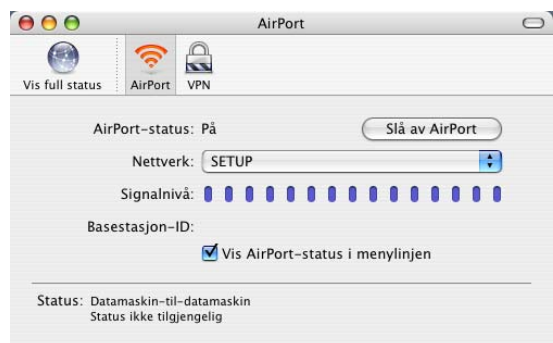 AirPort
Vis full status
AirPort
VPN
AirPort-status: På
Slå av AirPort
Nettverk: SETUP
Signalnivå:
Basestasjon-ID:
Vis AirPort-status i menylinjen
Status: Datamaskin-til-datamaskin
Status ikke tilgjengelig